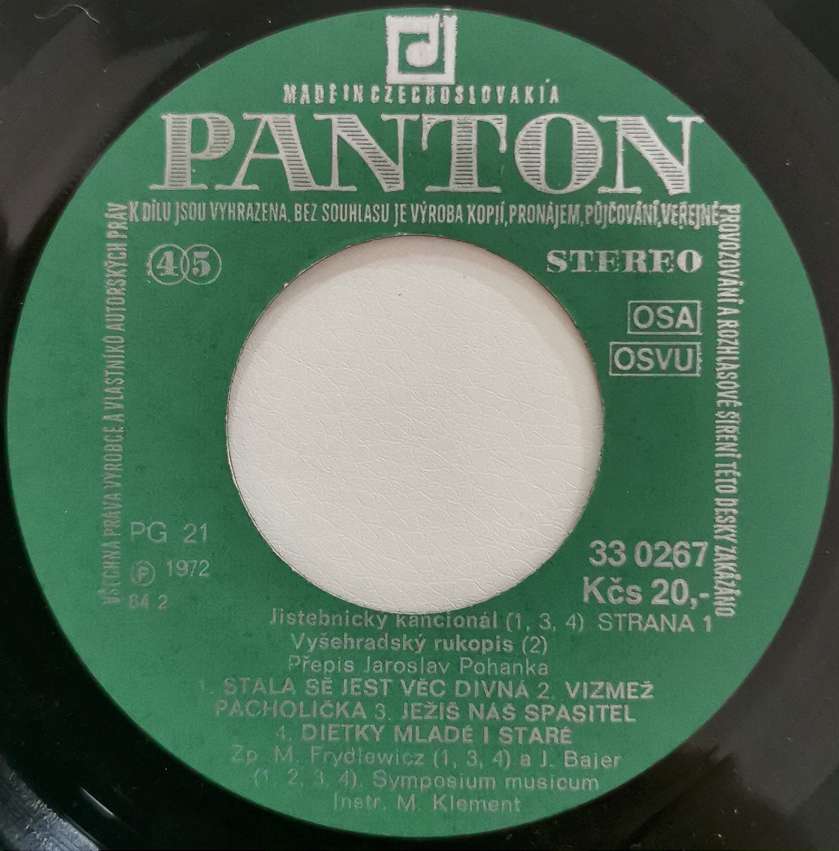 MADE IN CZECHOSLOVAKIA
PANTON
VŠECHNA PRÁVA VÝROBCE A VLASTNÍKŮ AUTORSKÝCH PRÁV
K DÍLU JSOU VYHRAZENA. BEZ SOUHLASU JE VÝROBA KOPIÍ, PRONÁJEM, PŮJČOVÁNÍ, VEŘEJNÉ
PROVOZOVÁNÍ A ROZHLASOVÉ ŠÍŘENÍ TÉTO DESKY ZAKÁZÁNO
45 STEREO
OSA
OSVU
PG 21
Ⓟ 1972
64 2
33 0267
Kčs 20,-
Jistebnický kancionál (1, 3, 4) STRANA 1
Vyšehradský rukopis (2)
Přepis Jaroslav Pohanka
1. STALA SĚ JEST VĚC DIVNÁ 2. VIZMEŽ
PACHOLÍČKA 3. JEŽÍŠ NÁŠ SPASITEL
4. DIETKY MLADÉ I STARÉ
Zp. M. Frydlewicz (1, 3, 4) a J. Bajer
(1, 2, 3, 4). Symposium musicum
Instr. M. Klement